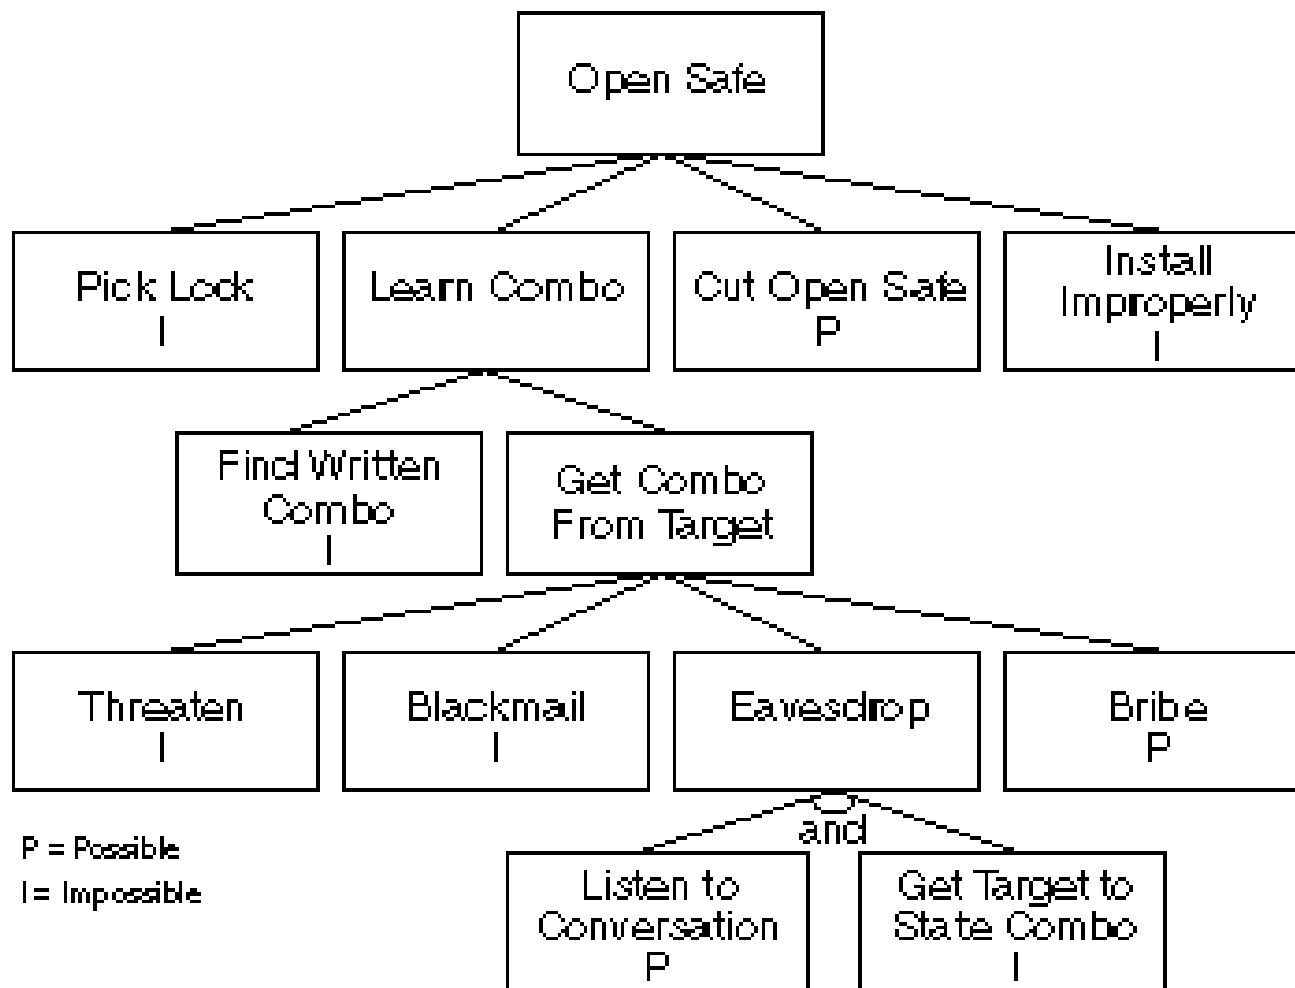 Open Safe
Pick Lock
I
Learn Combo
Cut Open Safe
P
Install
Improperly
I
Find Written
Combo
I
Get Combo
From Target
Threaten
I
Blackmail
I
Eavesdrop
Bribe
P
and
P = Possible
I = Impossible
Listen to
Conversation
P
Get Target to
State Combo
I